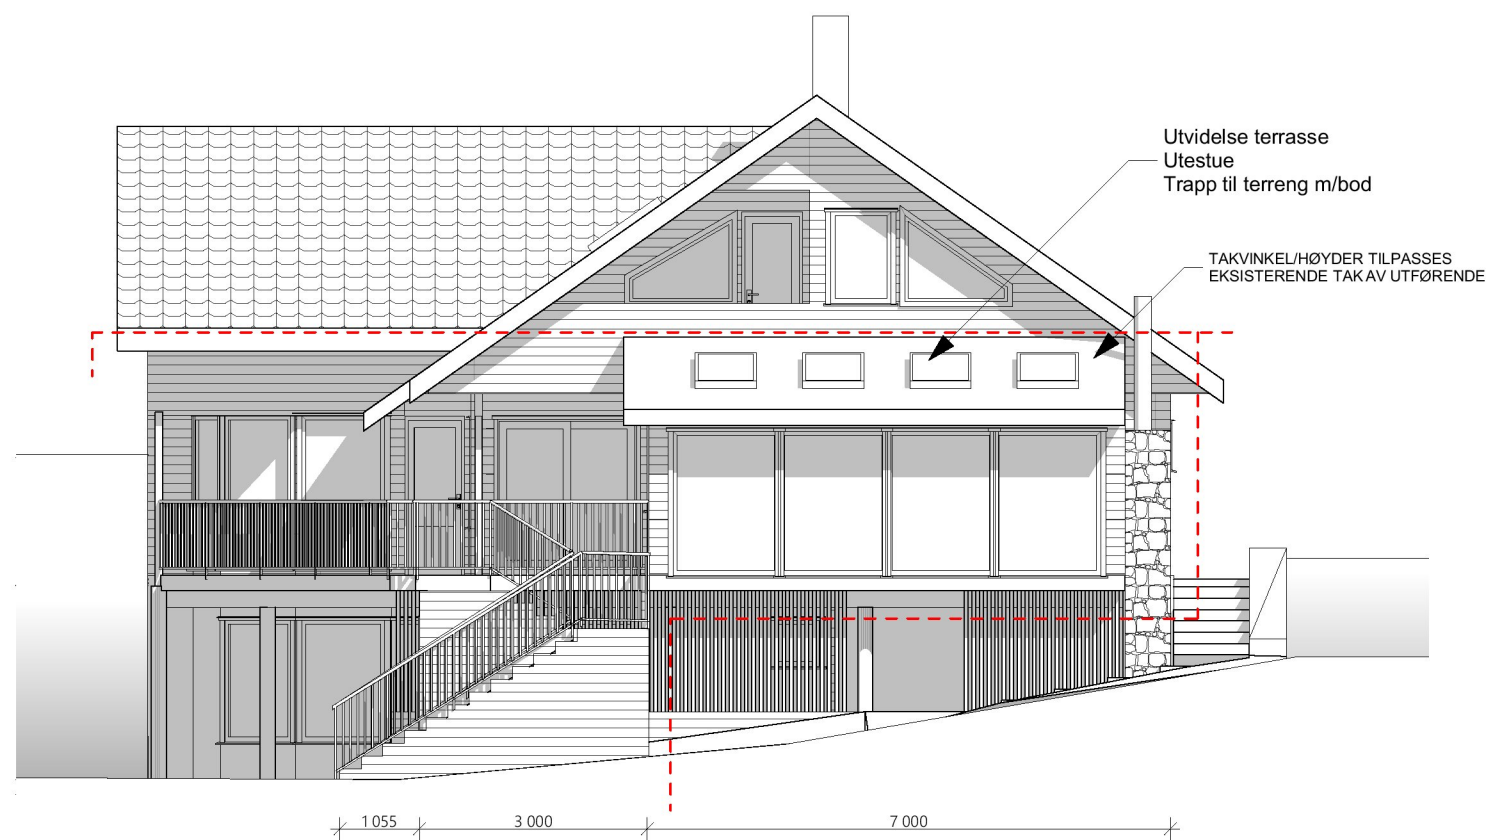 Utvidelse terrasse
Utestue
Trapp til terreng m/bod
TAKVINKEL/HØYDER TILPASSES
EKSISTERENDE TAK AV UTFØRENDE
1 055
3 000
7 000